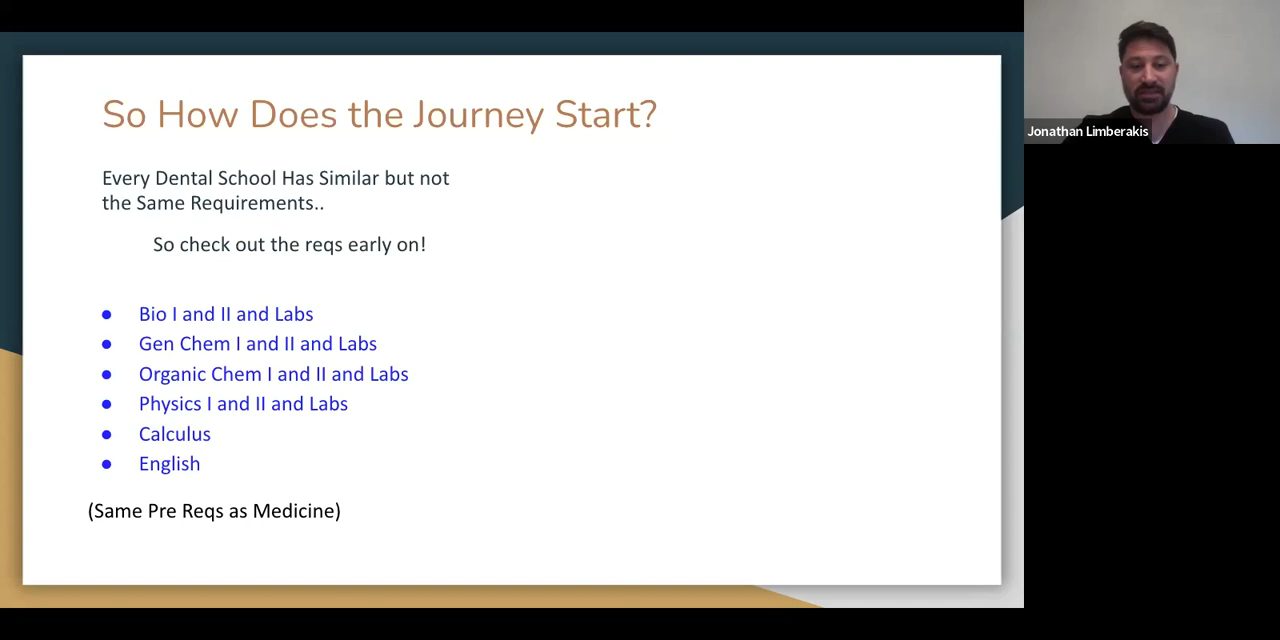 So How Does the Journey Start?
Every Dental School Has Similar but not
the Same Requirements..
So check out the reqs early on!
● Bio I and II and Labs
● Gen Chem I and II and Labs
● Organic Chem I and II and Labs
● Physics I and II and Labs
● Calculus
● English
(Same Pre Reqs as Medicine)
Jonathan Limberakis